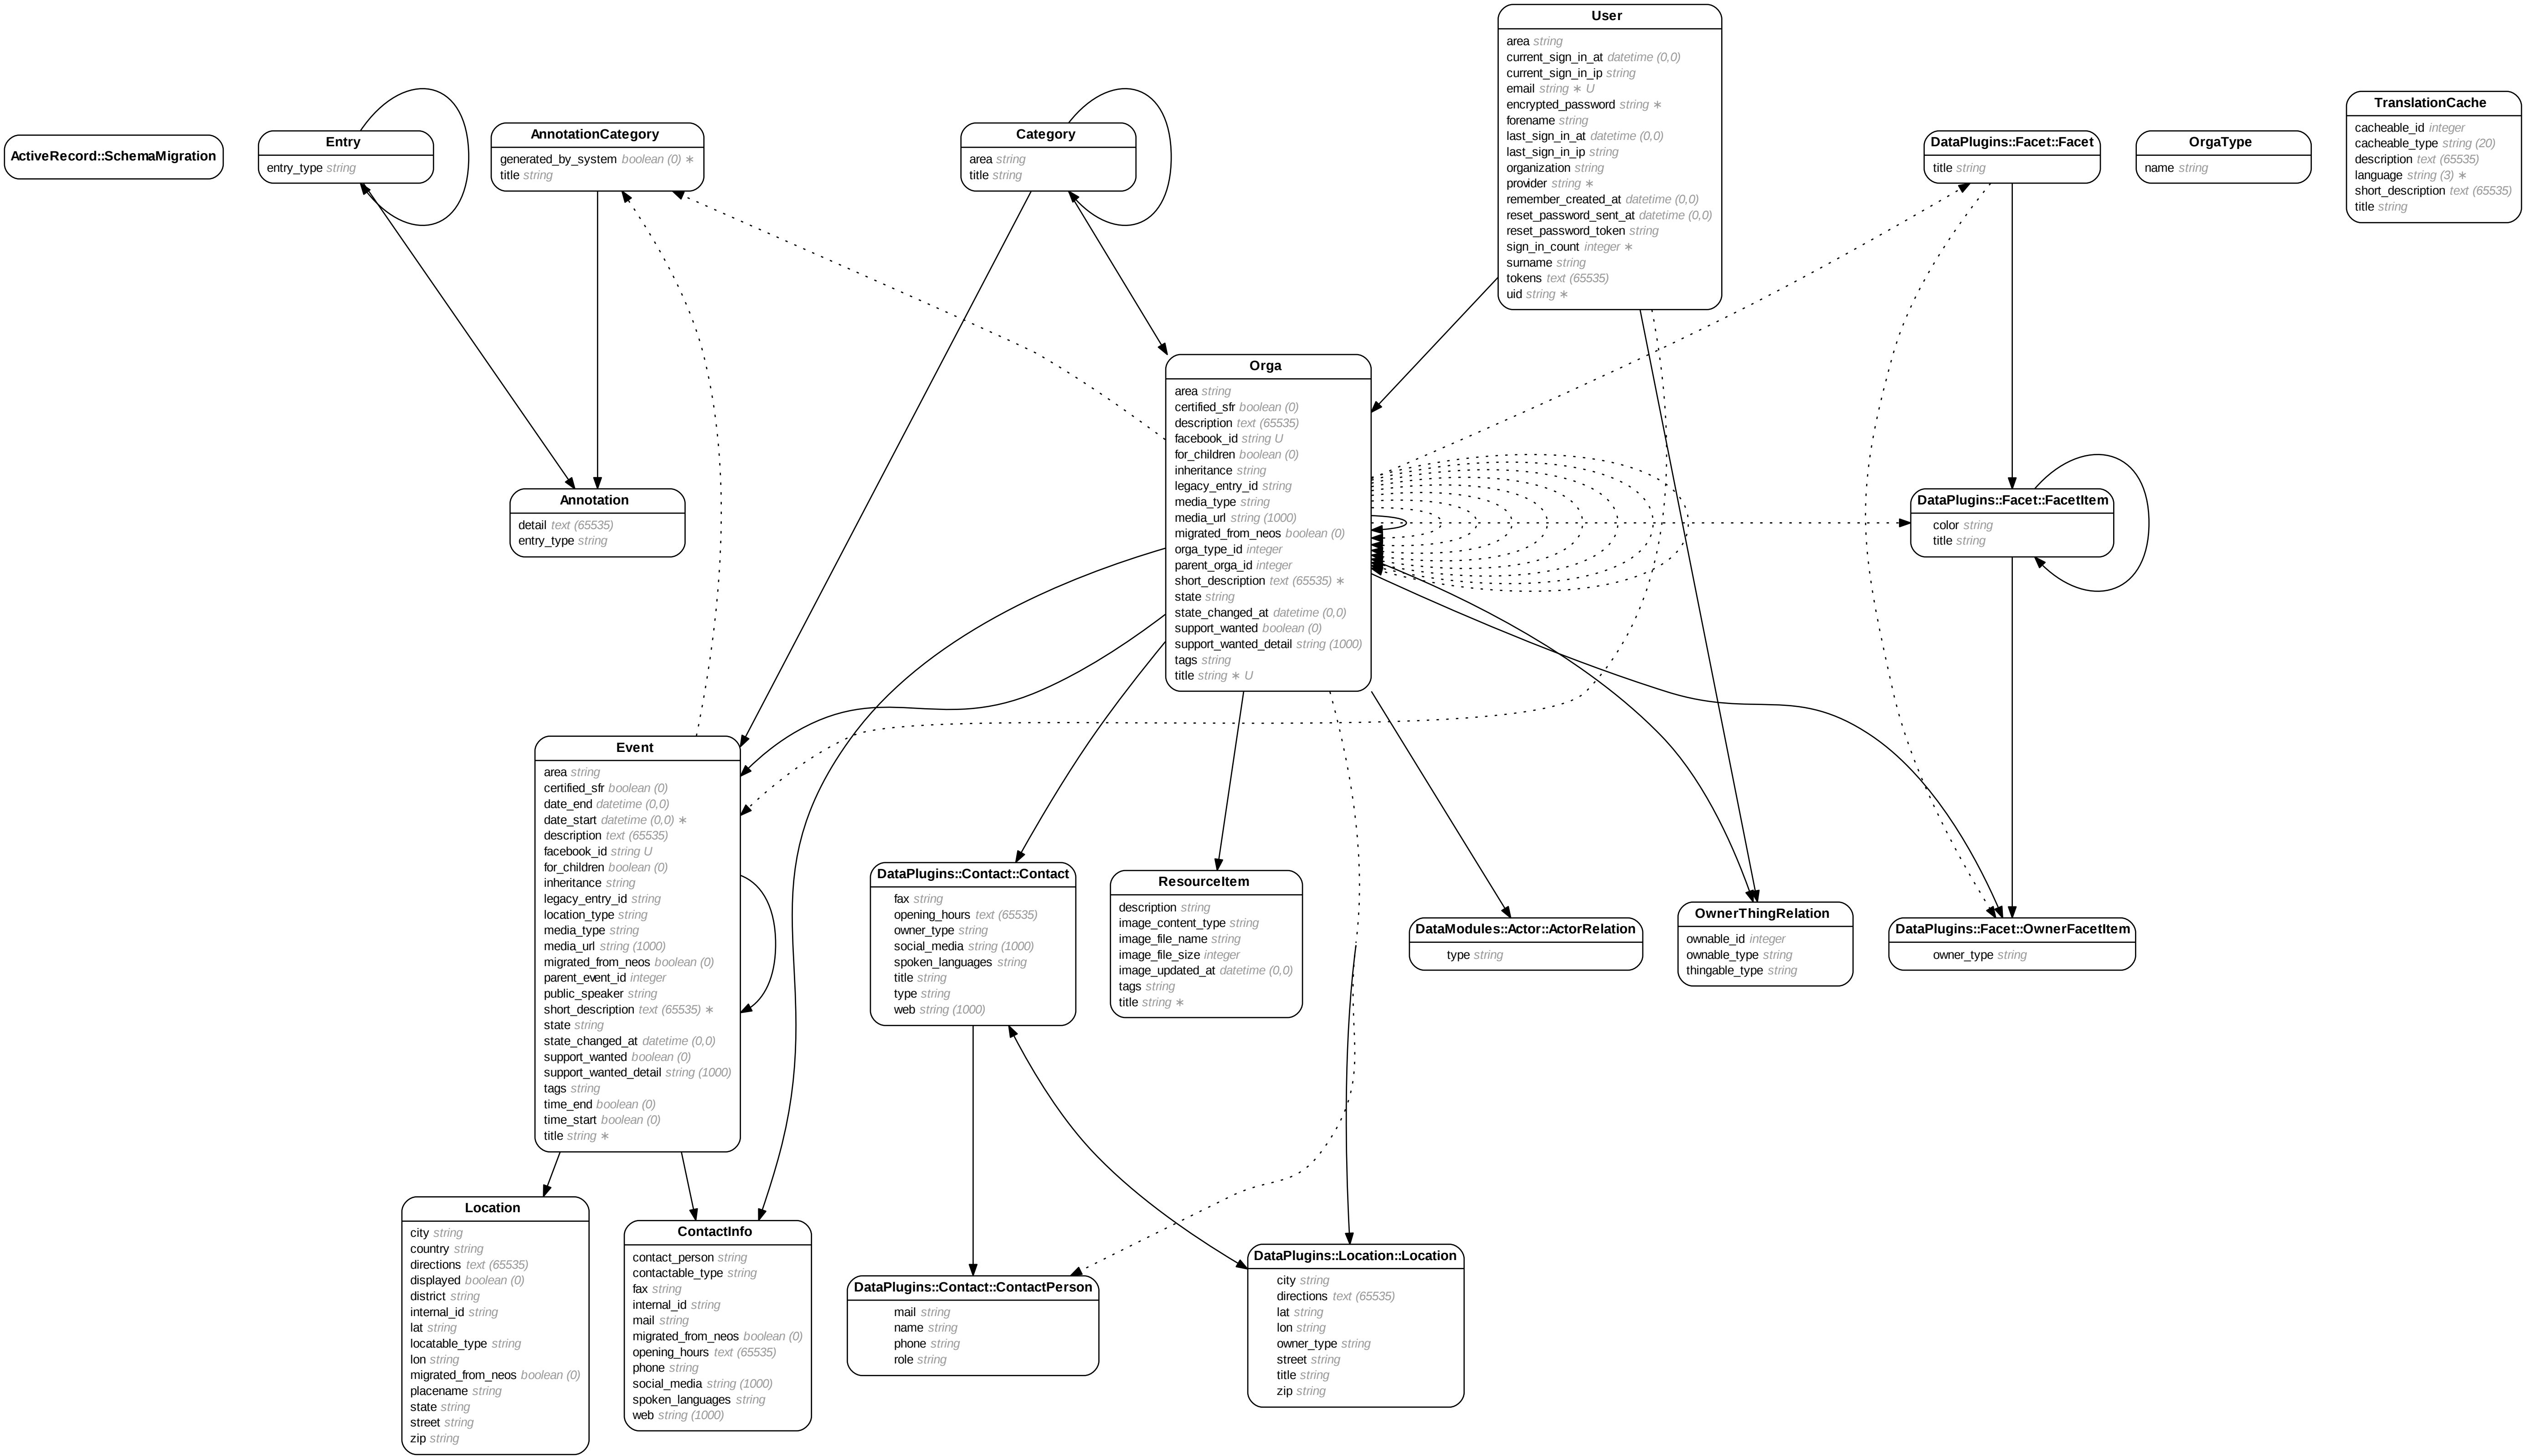 User
area string
current_sign_in_at datetime (0,0)
current_sign_in_ip string
email string ∗ U
encrypted_password string ∗
forename string
last_sign_in_at datetime (0,0)
last_sign_in_ip string
organization string
provider string ∗
remember_created_at datetime (0,0)
reset_password_sent_at datetime (0,0)
reset_password_token string
sign_in_count integer ∗
surname string
tokens text (65535)
uid string ∗
ActiveRecord::SchemaMigration
Entry
entry_type string
AnnotationCategory
generated_by_system boolean (0) ∗
title string
Category
area string
title string
DataPlugins::Facet::Facet
title string
OrgaType
name string
TranslationCache
cacheable_id integer
cacheable_type string (20)
description text (65535)
language string (3) ∗
short_description text (65535)
title string
Orga
area string
certified_sfr boolean (0)
description text (65535)
facebook_id string U
for_children boolean (0)
inheritance string
legacy_entry_id string
media_type string
media_url string (1000)
migrated_from_neos boolean (0)
orga_type_id integer
parent_orga_id integer
short_description text (65535) ∗
state string
state_changed_at datetime (0,0)
support_wanted boolean (0)
support_wanted_detail string (1000)
tags string
title string ∗ U
Annotation
detail text (65535)
entry_type string
DataPlugins::Facet::FacetItem
color string
title string
Event
area string
certified_sfr boolean (0)
date_end datetime (0,0)
date_start datetime (0,0) ∗
description text (65535)
facebook_id string U
for_children boolean (0)
inheritance string
legacy_entry_id string
location_type string
media_type string
media_url string (1000)
migrated_from_neos boolean (0)
parent_event_id integer
public_speaker string
short_description text (65535) ∗
state string
state_changed_at datetime (0,0)
support_wanted boolean (0)
support_wanted_detail string (1000)
tags string
time_end boolean (0)
time_start boolean (0)
title string ∗
DataPlugins::Contact::Contact
fax string
opening_hours text (65535)
owner_type string
social_media string (1000)
spoken_languages string
title string
type string
web string (1000)
ResourceItem
description string
image_content_type string
image_file_name string
image_file_size integer
image_updated_at datetime (0,0)
tags string
title string ∗
DataModules::Actor::ActorRelation
type string
OwnerThingRelation
ownable_id integer
ownable_type string
thingable_type string
DataPlugins::Facet::OwnerFacetItem
owner_type string
Location
city string
country string
directions text (65535)
displayed boolean (0)
district string
internal_id string
lat string
locatable_type string
lon string
migrated_from_neos boolean (0)
placename string
state string
street string
zip string
ContactInfo
contact_person string
contactable_type string
fax string
internal_id string
mail string
migrated_from_neos boolean (0)
opening_hours text (65535)
phone string
social_media string (1000)
spoken_languages string
web string (1000)
DataPlugins::Contact::ContactPerson
mail string
name string
phone string
role string
DataPlugins::Location::Location
city string
directions text (65535)
lat string
lon string
owner_type string
street string
title string
zip string